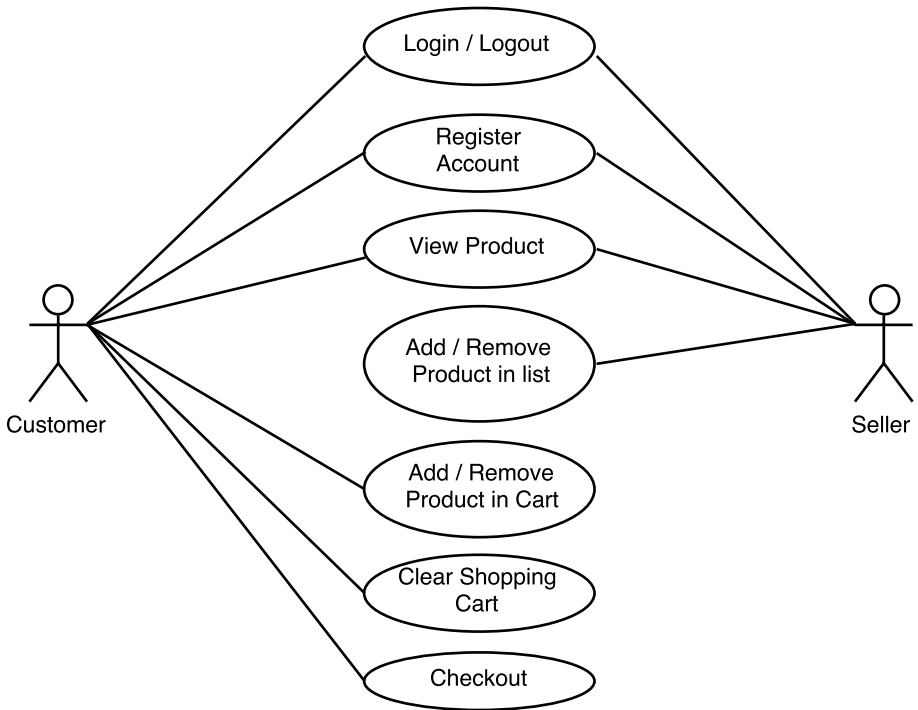 Login / Logout
Register
Account
View Product
Add / Remove
Product in list
Customer
Seller
Add / Remove
Product in Cart
Clear Shopping
Cart
Checkout